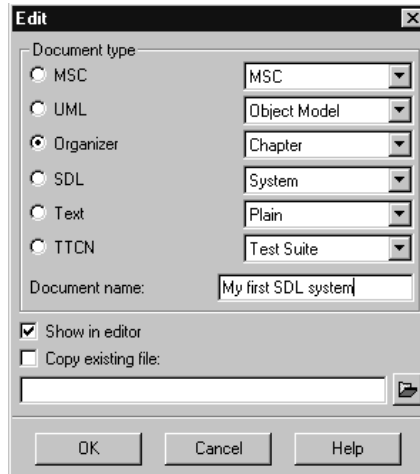 Edit
Document type
MSC MSC
UML Object Model
Organizer Chapter
SDL System
Text Plain
TTCN Test Suite
Document name: My first SDL system
Show in editor
Copy existing file:
OK Cancel Help